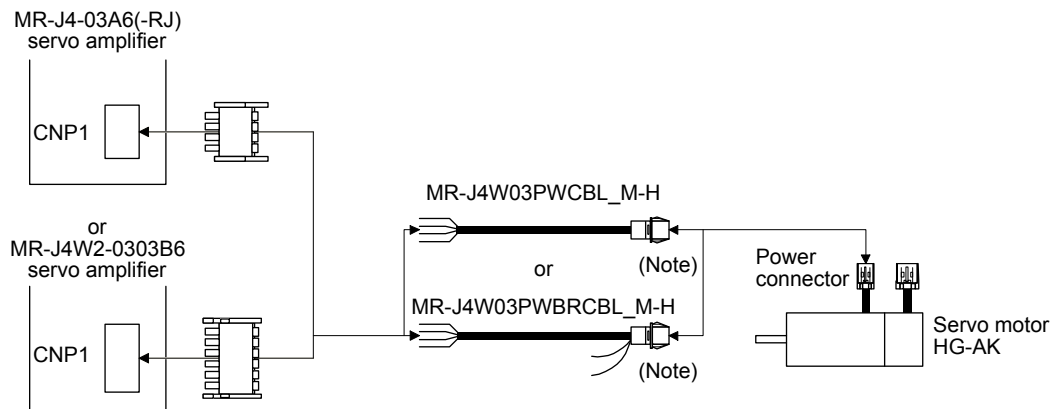 MR-J4-03A6(-RJ)
servo amplifier
CNP1
or
MR-J4W2-0303B6
servo amplifier
CNP1
MR-J4W03PWCBL_M-H
(Note)
or
MR-J4W03PWBRCBL_M-H
(Note)
Power
connector
Servo motor
HG-AK